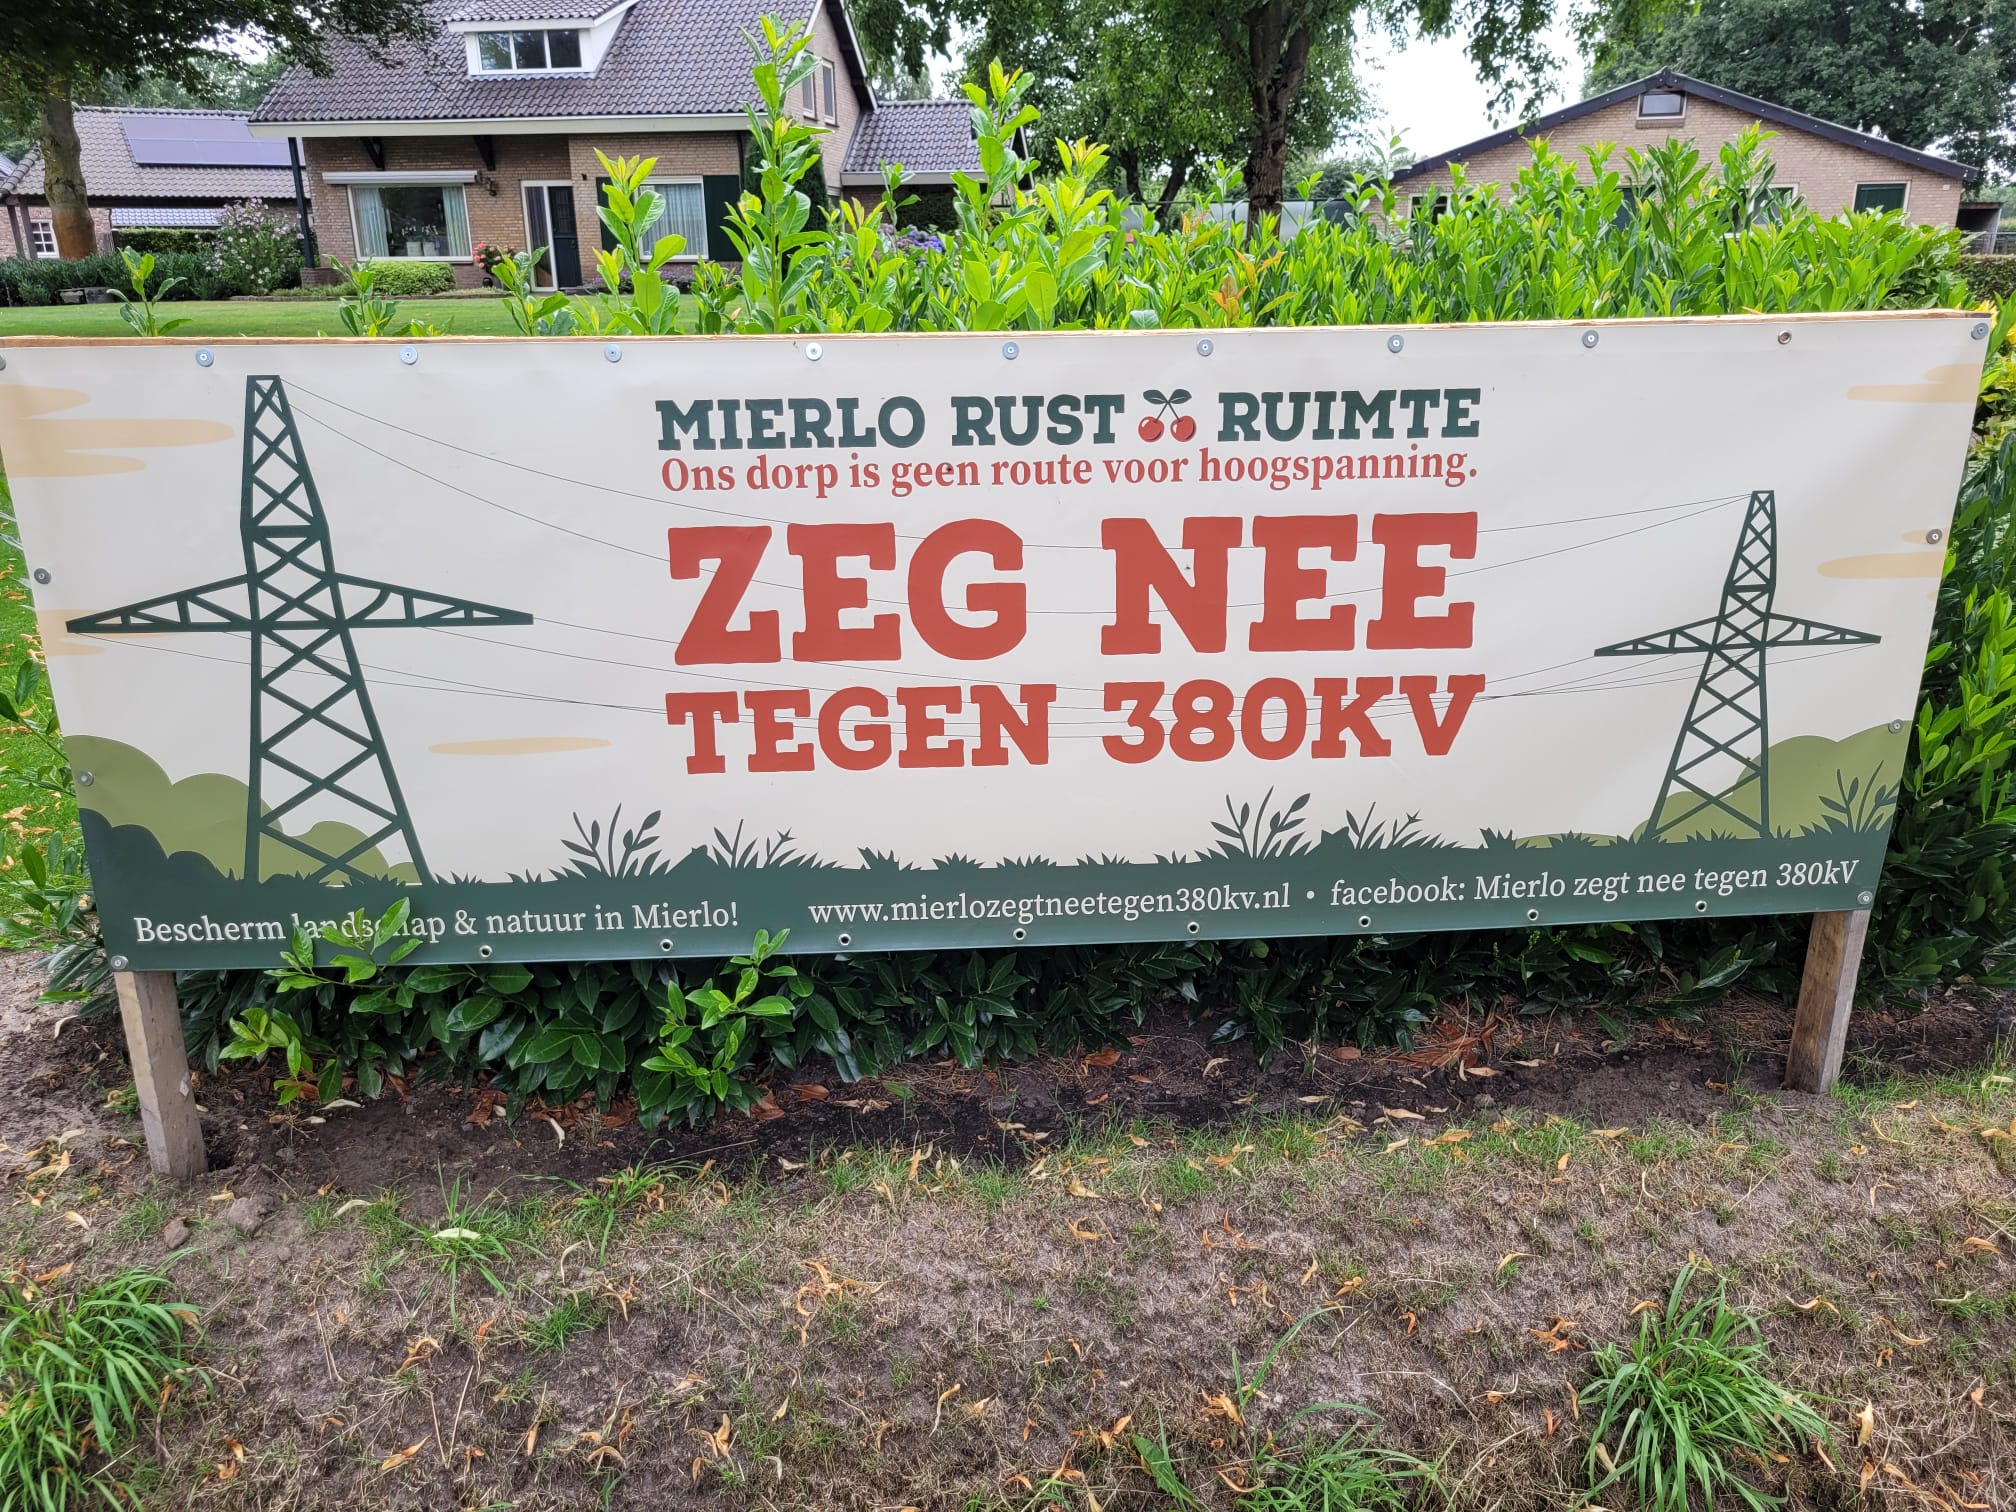 MIERLO RUST RUIMTE
Ons dorp is geen route voor hoogspanning.
ZEG NEE
TEGEN 380KV
Bescherm landschap & natuur in Mierlo! www.mierlozegtneetegen380kv.nl • facebook: Mierlo zegt nee tegen 380kV